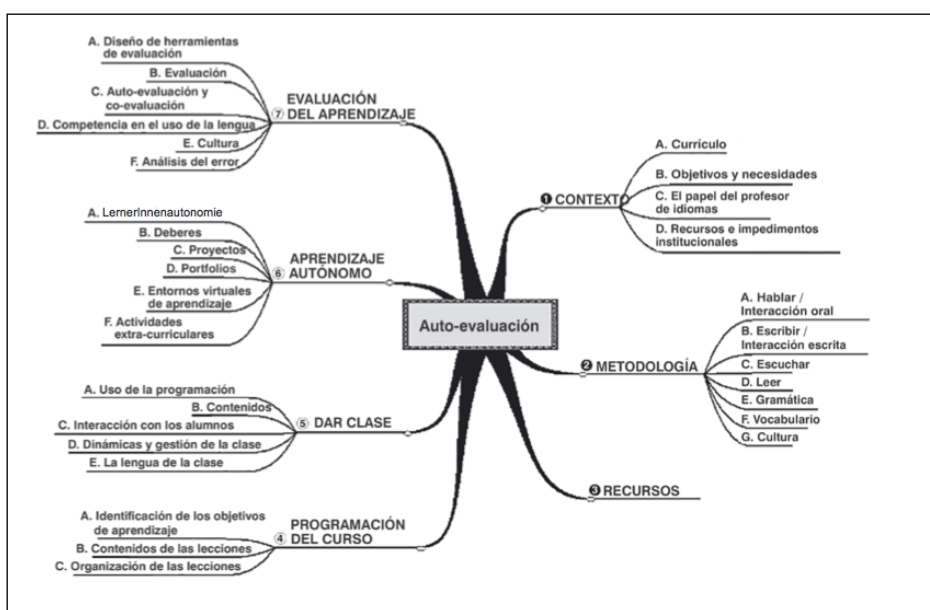 Auto-evaluación
❶ CONTEXTO
A. Currículo
B. Objetivos y necesidades
C. El papel del profesor
de idiomas
D. Recursos e impedimentos
institucionales
❷ METODOLOGÍA
A. Hablar /
Interacción oral
B. Escribir /
Interacción escrita
C. Escuchar
D. Leer
E. Gramática
F. Vocabulario
G. Cultura
❸ RECURSOS
④ PROGRAMACIÓN
DEL CURSO
A. Identificación de los objetivos
de aprendizaje
B. Contenidos de las lecciones
C. Organización de las lecciones
⑤ DAR CLASE
A. Uso de la programación
B. Contenidos
C. Interacción con los alumnos
D. Dinámicas y gestión de la clase
E. La lengua de la clase
⑥ APRENDIZAJE
AUTÓNOMO
A. LernerInnenautonomie
B. Deberes
C. Proyectos
D. Portfolios
E. Entornos virtuales
de aprendizaje
F. Actividades
extra-curriculares
⑦ EVALUACIÓN
DEL APRENDIZAJE
A. Diseño de herramientas
de evaluación
B. Evaluación
C. Auto-evaluación y
co-evaluación
D. Competencia en el uso de la lengua
E. Cultura
F. Análisis del error